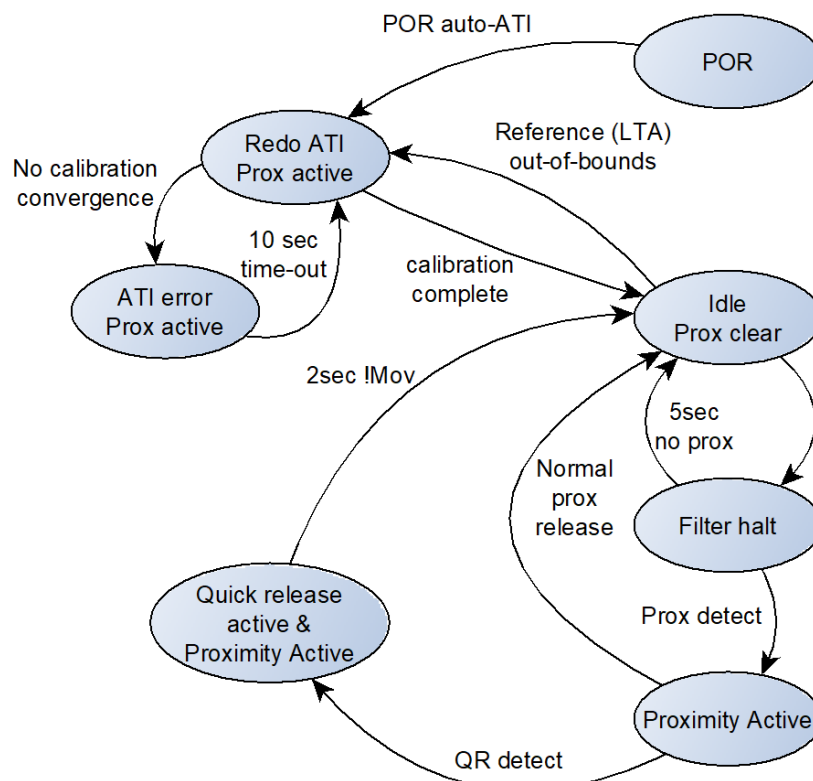 POR auto-ATI
POR
Redo ATI
Prox active
Reference (LTA)
out-of-bounds
No calibration
convergence
10 sec
time-out
calibration
complete
ATI error
Prox active
Idle
Prox clear
2sec !Mov
5sec
no prox
Normal
prox
release
Filter halt
Quick release
active &
Proximity Active
Prox detect
Proximity Active
QR detect